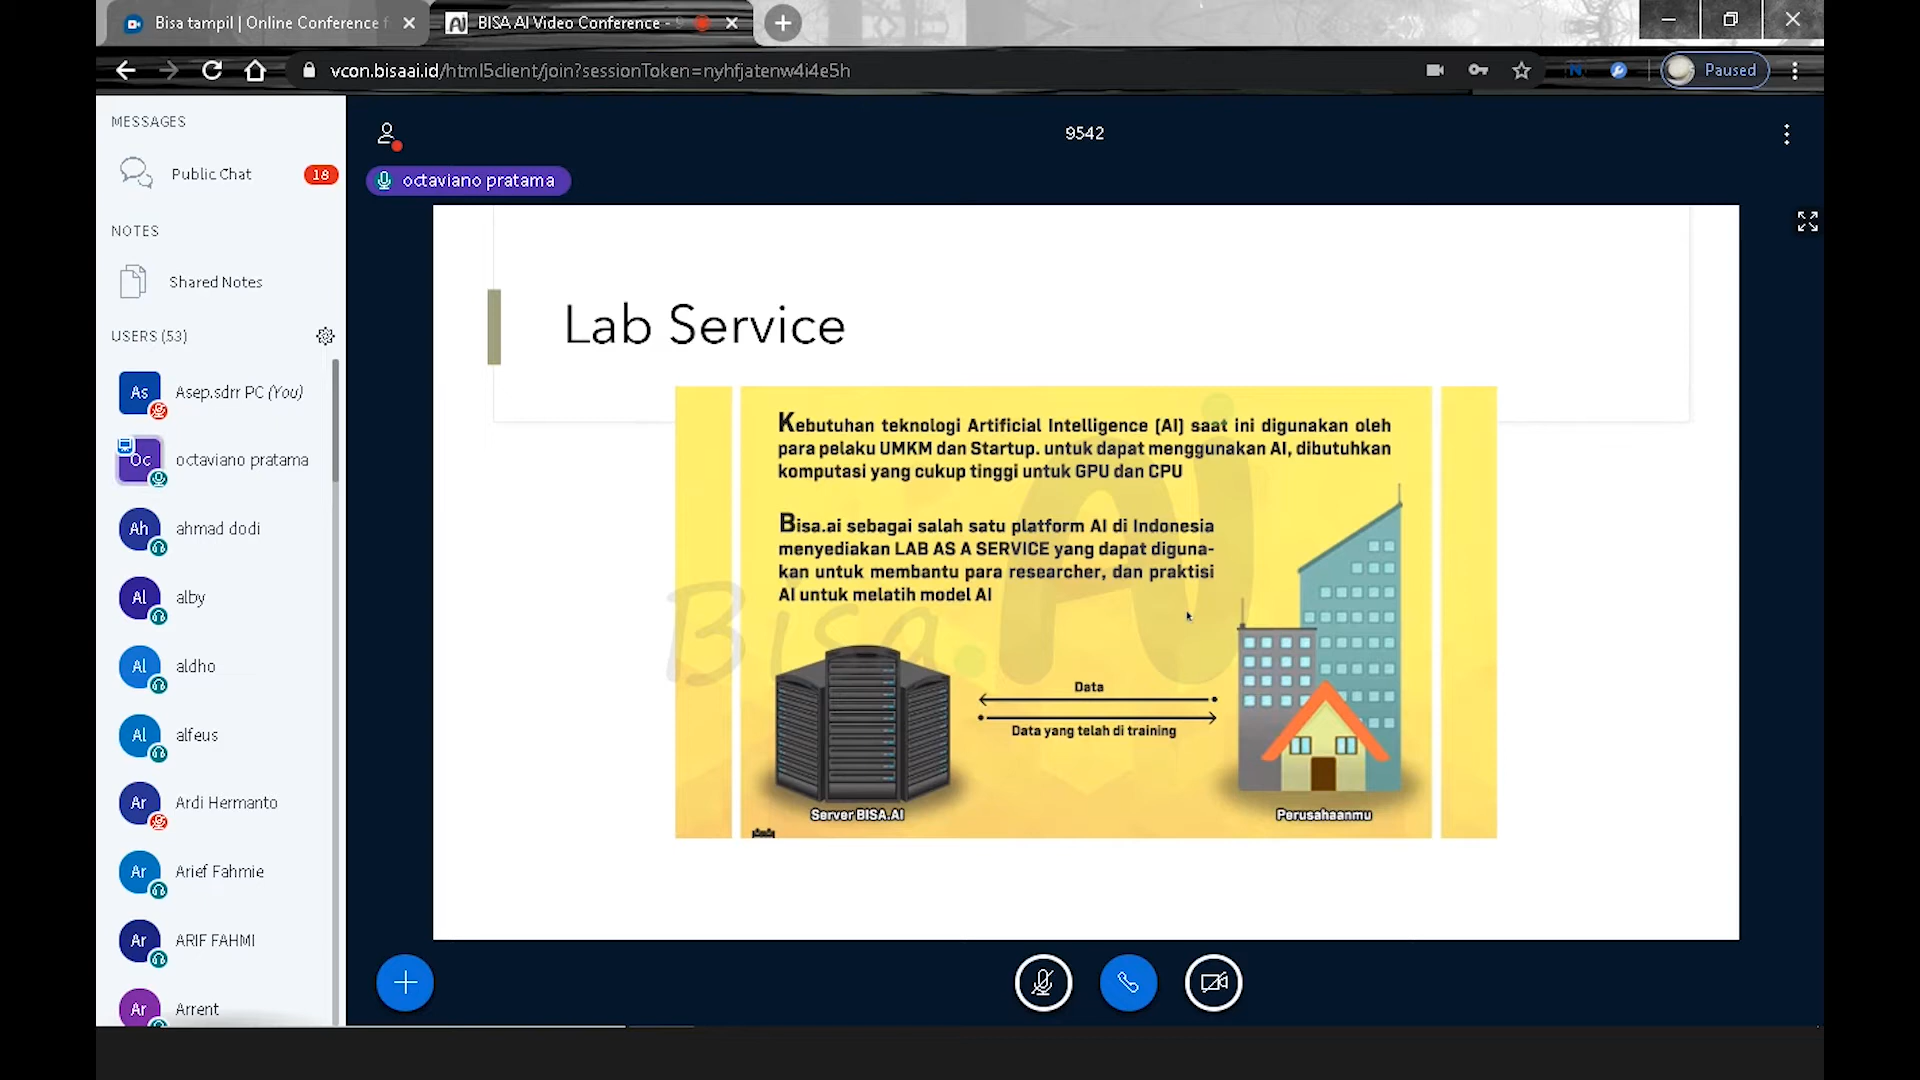 Bisa tampil | Online Conference f
BISA AI Video Conference - 9
vcon.bisaai.id/html5client/join?sessionToken=nyhfjatenw4i4e5h
Paused
MESSAGES
Public Chat
18
NOTES
Shared Notes
USERS (53)
As
Asep.sdrr PC (You)
Oc
octaviano pratama
Ah
ahmad dodi
Al
alby
Al
aldho
Al
alfeus
Ar
Ardi Hermanto
Ar
Arief Fahmie
Ar
ARIF FAHMI
Ar
Arrent
9542
octaviano pratama
Lab Service
Kebutuhan teknologi Artificial Intelligence (AI) saat ini digunakan oleh
para pelaku UMKM dan Startup. untuk dapat menggunakan AI, dibutuhkan
komputasi yang cukup tinggi untuk GPU dan CPU
Bisa.ai sebagai salah satu platform AI di Indonesia
menyediakan LAB AS A SERVICE yang dapat diguna-
kan untuk membantu para researcher, dan praktisi
AI untuk melatih model AI
Bisa.Ai
Data
Data yang telah di training
Server BISA.AI
Perusahaanmu